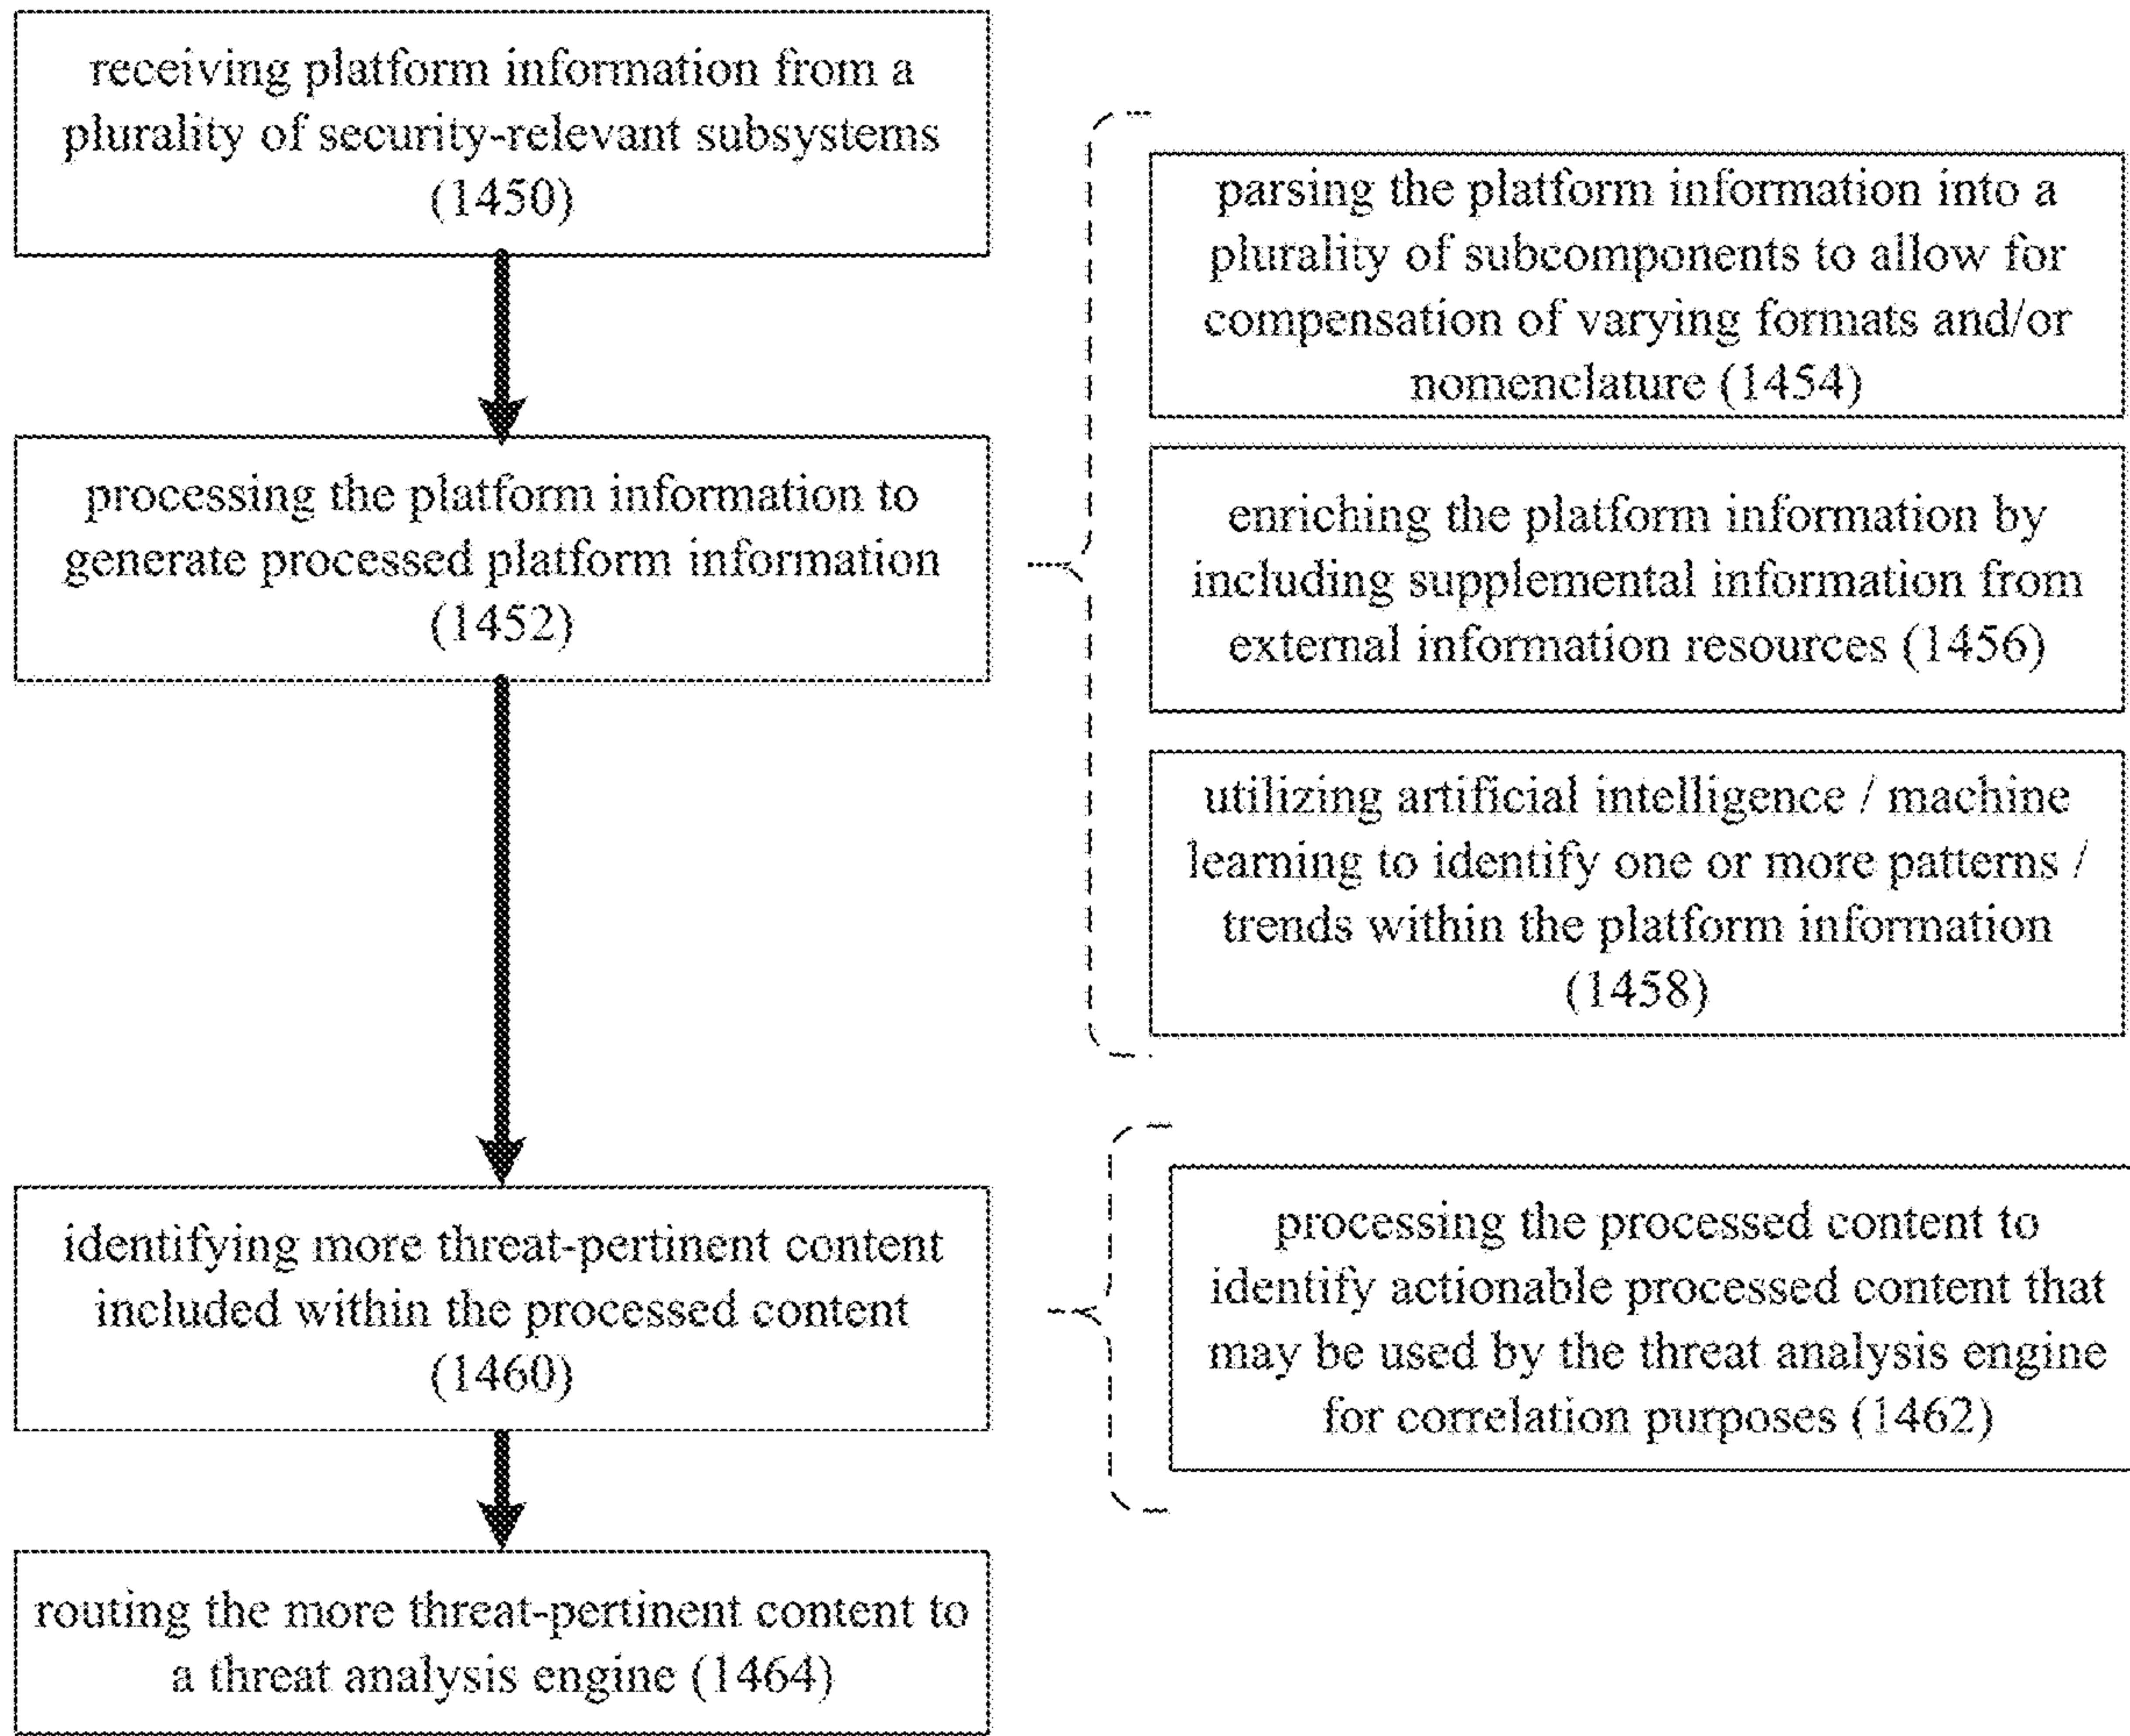 receiving platform information from a
plurality of security-relevant subsystems
(1450)
processing the platform information to
generate processed platform information
(1452)
parsing the platform information into a
plurality of subcomponents to allow for
compensation of varying formats and/or
nomenclature (1454)
enriching the platform information by
including supplemental information from
external information resources (1456)
utilizing artificial intelligence / machine
learning to identify one or more patterns /
trends within the platform information
(1458)
identifying more threat-pertinent content
included within the processed content
(1460)
processing the processed content to
identify actionable processed content that
may be used by the threat analysis engine
for correlation purposes (1462)
routing the more threat-pertinent content to
a threat analysis engine (1464)